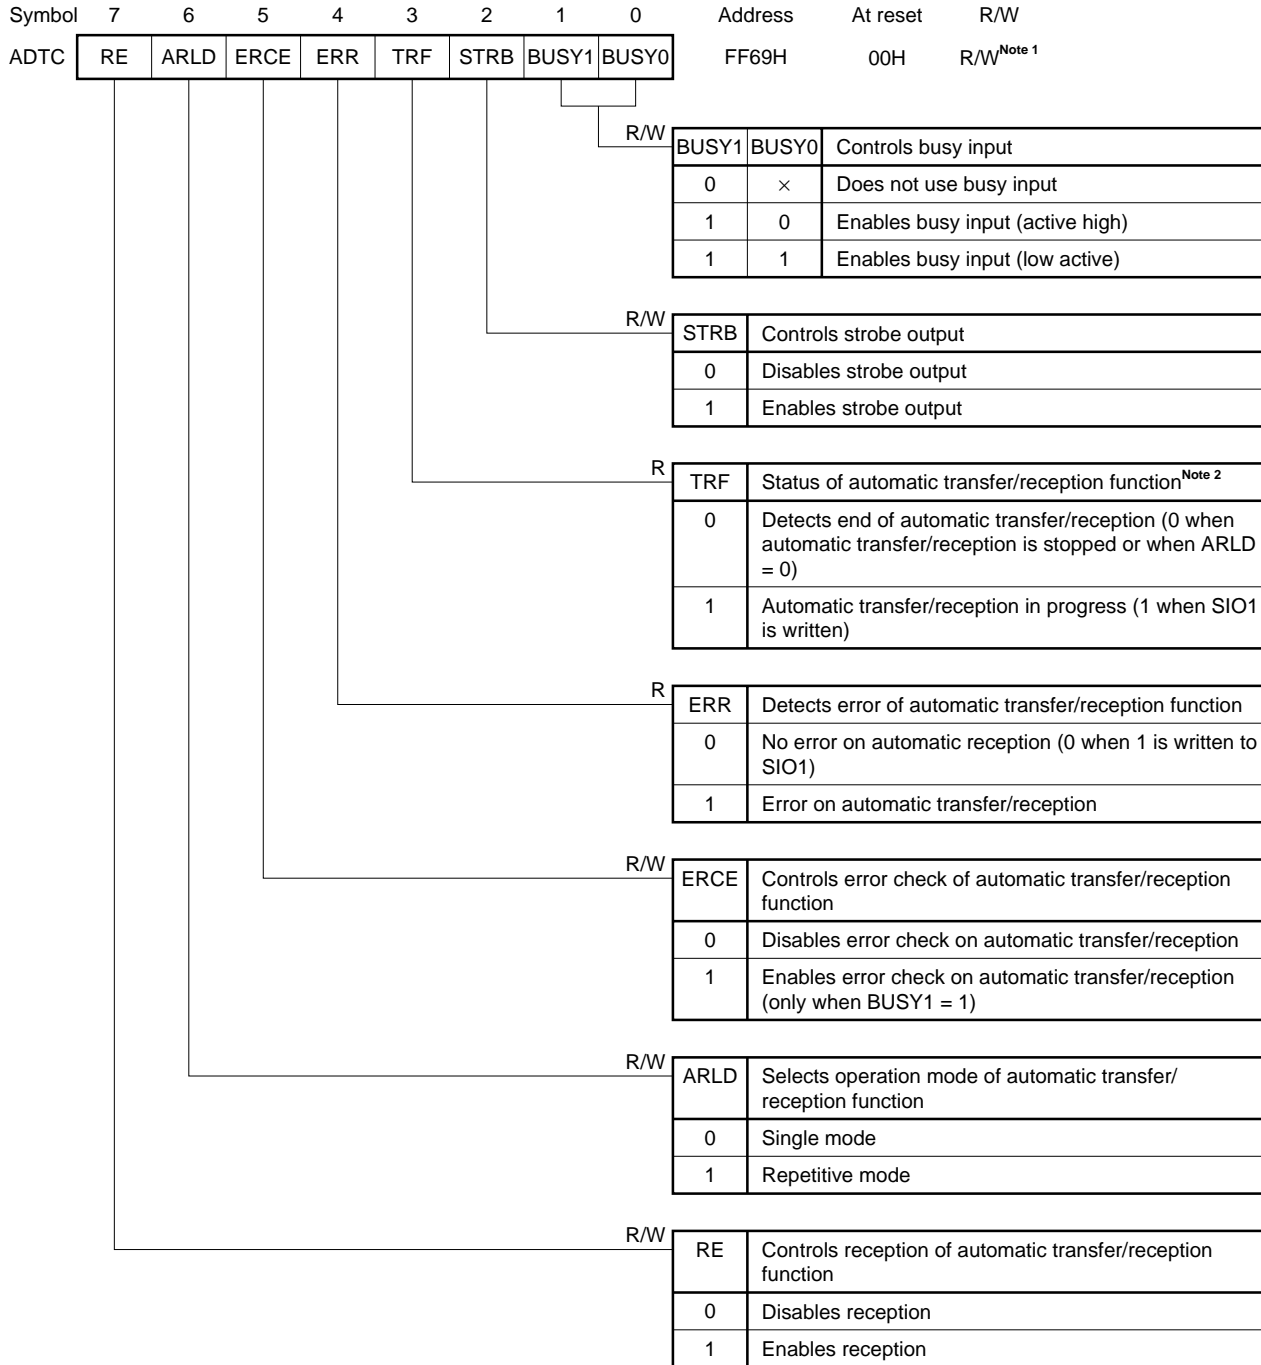 Symbol 7 6 5 4 3 2 1 0 Address At reset R/W
ADTC RE ARLD ERCE ERR TRF STRB BUSY1 BUSY0 FF69H 00H R/W Note 1
R/W
BUSY1 BUSY0 Controls busy input
0 × Does not use busy input
1 0 Enables busy input (active high)
1 1 Enables busy input (low active)
R/W
STRB Controls strobe output
0 Disables strobe output
1 Enables strobe output
R
TRF Status of automatic transfer/reception function Note 2
0 Detects end of automatic transfer/reception (0 when
automatic transfer/reception is stopped or when ARLD
= 0)
1 Automatic transfer/reception in progress (1 when SIO1
is written)
R
ERR Detects error of automatic transfer/reception function
0 No error on automatic reception (0 when 1 is written to
SIO1)
1 Error on automatic transfer/reception
R/W
ERCE Controls error check of automatic transfer/reception
function
0 Disables error check on automatic transfer/reception
1 Enables error check on automatic transfer/reception
(only when BUSY1 = 1)
R/W
ARLD Selects operation mode of automatic transfer/
reception function
0 Single mode
1 Repetitive mode
R/W
RE Controls reception of automatic transfer/reception
function
0 Disables reception
1 Enables reception